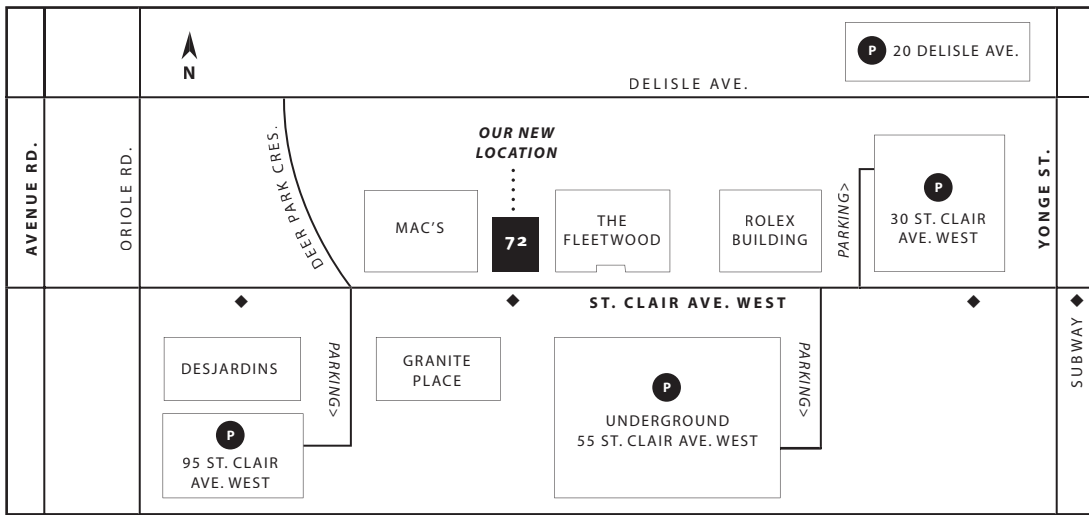 P 20 DELISLE AVE.
N
DELISLE AVE.
AVENUE RD.
ORIOLE RD.
DEER PARK CRES.
OUR NEW
LOCATION
MAC'S
72
THE
FLEETWOOD
ROLEX
BUILDING
PARKING>
P
30 ST. CLAIR
AVE. WEST
YONGE ST.
ST. CLAIR AVE. WEST
SUBWAY
DESJARDINS
PARKING>
GRANITE
PLACE
P
UNDERGROUND
55 ST. CLAIR AVE. WEST
PARKING>
P
95 ST. CLAIR
AVE. WEST